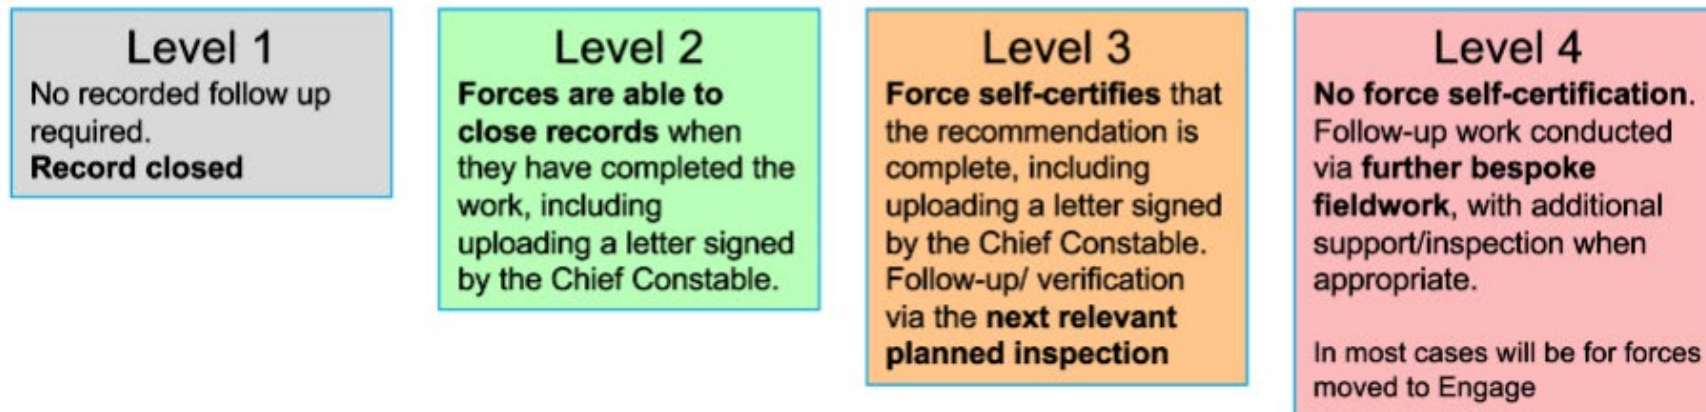 Level 1
No recorded follow up
required.
Record closed
Level 2
Forces are able to
close records when
they have completed the
work, including
uploading a letter signed
by the Chief Constable.
Level 3
Force self-certifies that
the recommendation is
complete, including
uploading a letter signed
by the Chief Constable.
Follow-up/ verification
via the next relevant
planned inspection
Level 4
No force self-certification.
Follow-up work conducted
via further bespoke
fieldwork, with additional
support/inspection when
appropriate.
In most cases will be for forces
moved to Engage